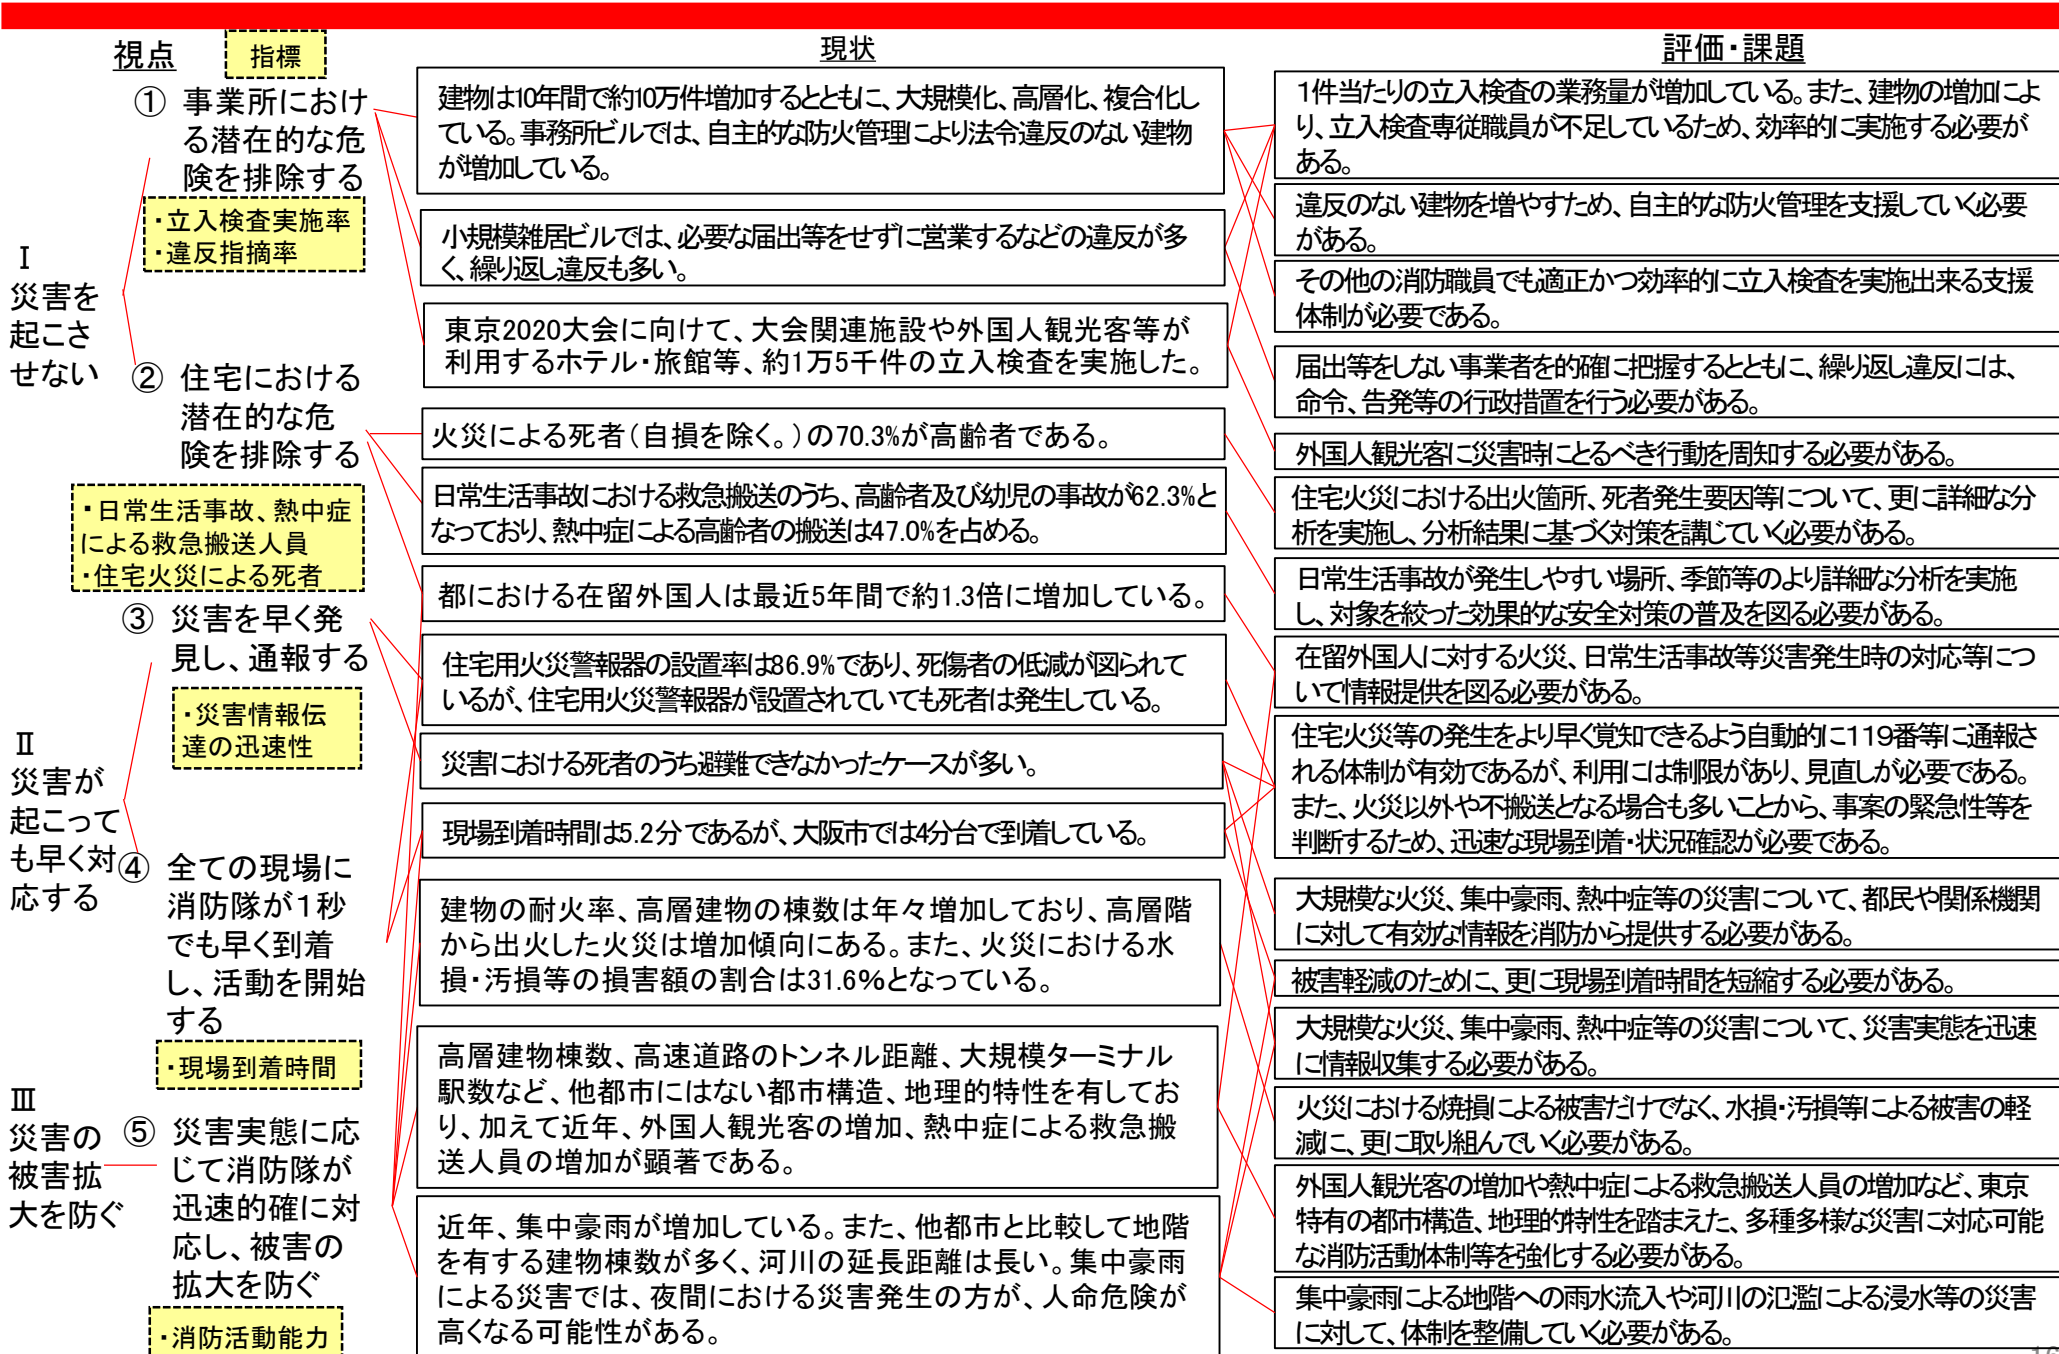 視点
指標
現状
評価・課題
Ⅰ
災害を
起こさ
せない
① 事業所におけ
る潜在的な危
険を排除する
・立入検査実施率
・違反指摘率
② 住宅における
潜在的な危
険を排除する
・日常生活事故、熱中症
による救急搬送人員
・住宅火災による死者
Ⅱ
災害が
起こって
も早く対
応する
③ 災害を早く発
見し、通報する
・災害情報伝
達の迅速性
④ 全ての現場に
消防隊が1秒
でも早く到着
し、活動を開始
する
・現場到着時間
Ⅲ
災害の
被害拡
大を防ぐ
⑤ 災害実態に応
じて消防隊が
迅速的確に対
応し、被害の
拡大を防ぐ
・消防活動能力
建物は10年間で約10万件増加するとともに、大規模化、高層化、複合化し
ている。事務所ビルでは、自主的な防火管理により法令違反のない建物
が増加している。
小規模雑居ビルでは、必要な届出等をせずに営業するなどの違反が多
く、繰り返し違反も多い。
東京2020大会に向けて、大会関連施設や外国人観光客等が
利用するホテル・旅館等、約1万5千件の立入検査を実施した。
火災による死者（自損を除く。）の70.3%が高齢者である。
日常生活事故における救急搬送のうち、高齢者及び幼児の事故が62.3%と
なっており、熱中症による高齢者の搬送は47.0%を占める。
都における在留外国人は最近5年間で約1.3倍に増加している。
住宅用火災警報器の設置率は86.9%であり、死傷者の低減が図られて
いるが、住宅用火災警報器が設置されていても死者は発生している。
災害における死者のうち避難できなかったケースが多い。
現場到着時間は5.2分であるが、大阪市では4分台で到着している。
建物の耐火率、高層建物の棟数は年々増加しており、高層階
から出火した火災は増加傾向にある。また、火災における水
損・汚損等の損害額の割合は31.6%となっている。
高層建物棟数、高速道路のトンネル距離、大規模ターミナル
駅数など、他都市にはない都市構造、地理的特性を有してお
り、加えて近年、外国人観光客の増加、熱中症による救急搬
送人員の増加が顕著である。
近年、集中豪雨が増加している。また、他都市と比較して地階
を有する建物棟数が多く、河川の延長距離は長い。集中豪雨
による災害では、夜間における災害発生の方が、人命危険が
高くなる可能性がある。
1件当たりの立入検査の業務量が増加している。また、建物の増加によ
り、立入検査専従職員が不足しているため、効率的に実施する必要が
ある。
違反のない建物を増やすため、自主的な防火管理を支援していく必要
がある。
その他の消防職員でも適正かつ効率的に立入検査を実施出来る支援
体制が必要である。
届出等をしない事業者を的確に把握するとともに、繰り返し違反には、
命令、告発等の行政措置を行う必要がある。
外国人観光客に災害時にとるべき行動を周知する必要がある。
住宅火災における出火箇所、死者発生要因等について、更に詳細な分
析を実施し、分析結果に基づく対策を講じていく必要がある。
日常生活事故が発生しやすい場所、季節等のより詳細な分析を実施
し、対象を絞った効果的な安全対策の普及を図る必要がある。
在留外国人に対する火災、日常生活事故等災害発生時の対応等につ
いて情報提供を図る必要がある。
住宅火災等の発生をより早く覚知できるよう自動的に119番等に通報さ
れる体制が有効であるが、利用には制限があり、見直しが必要である。
また、火災以外や不搬送となる場合も多いことから、事案の緊急性等を
判断するため、迅速な現場到着・状況確認が必要である。
大規模な火災、集中豪雨、熱中症等の災害について、都民や関係機関
に対して有効な情報を消防から提供する必要がある。
被害軽減のために、更に現場到着時間を短縮する必要がある。
大規模な火災、集中豪雨、熱中症等の災害について、災害実態を迅速
に情報収集する必要がある。
火災における焼損による被害だけでなく、水損・汚損等による被害の軽
減に、更に取り組んでいく必要がある。
外国人観光客の増加や熱中症による救急搬送人員の増加など、東京
特有の都市構造、地理的特性を踏まえた、多種多様な災害に対応可能
な消防活動体制等を強化する必要がある。
集中豪雨による地階への雨水流入や河川の氾濫による浸水等の災害
に対して、体制を整備していく必要がある。